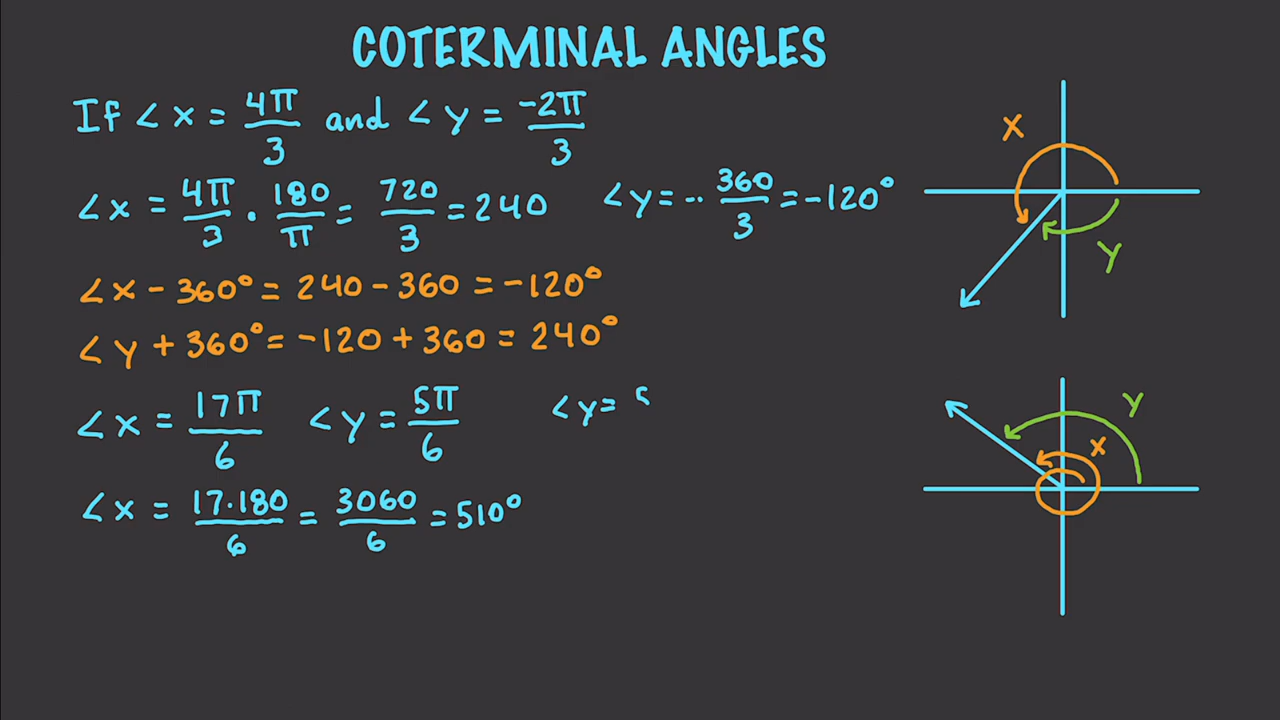 COTERMINAL ANGLES
If ∠x = 4π/3 and ∠y = -2π/3
∠x = 4π/3 · 180/π = 720/3 = 240 ∠y = -- 360/3 = -120°
∠x - 360° = 240 - 360 = -120°
∠y + 360° = -120 + 360 = 240°
∠x = 17π/6 ∠y = 5π/6 ∠y =
∠x = 17·180/6 = 3060/6 = 510°
x
y
y
x